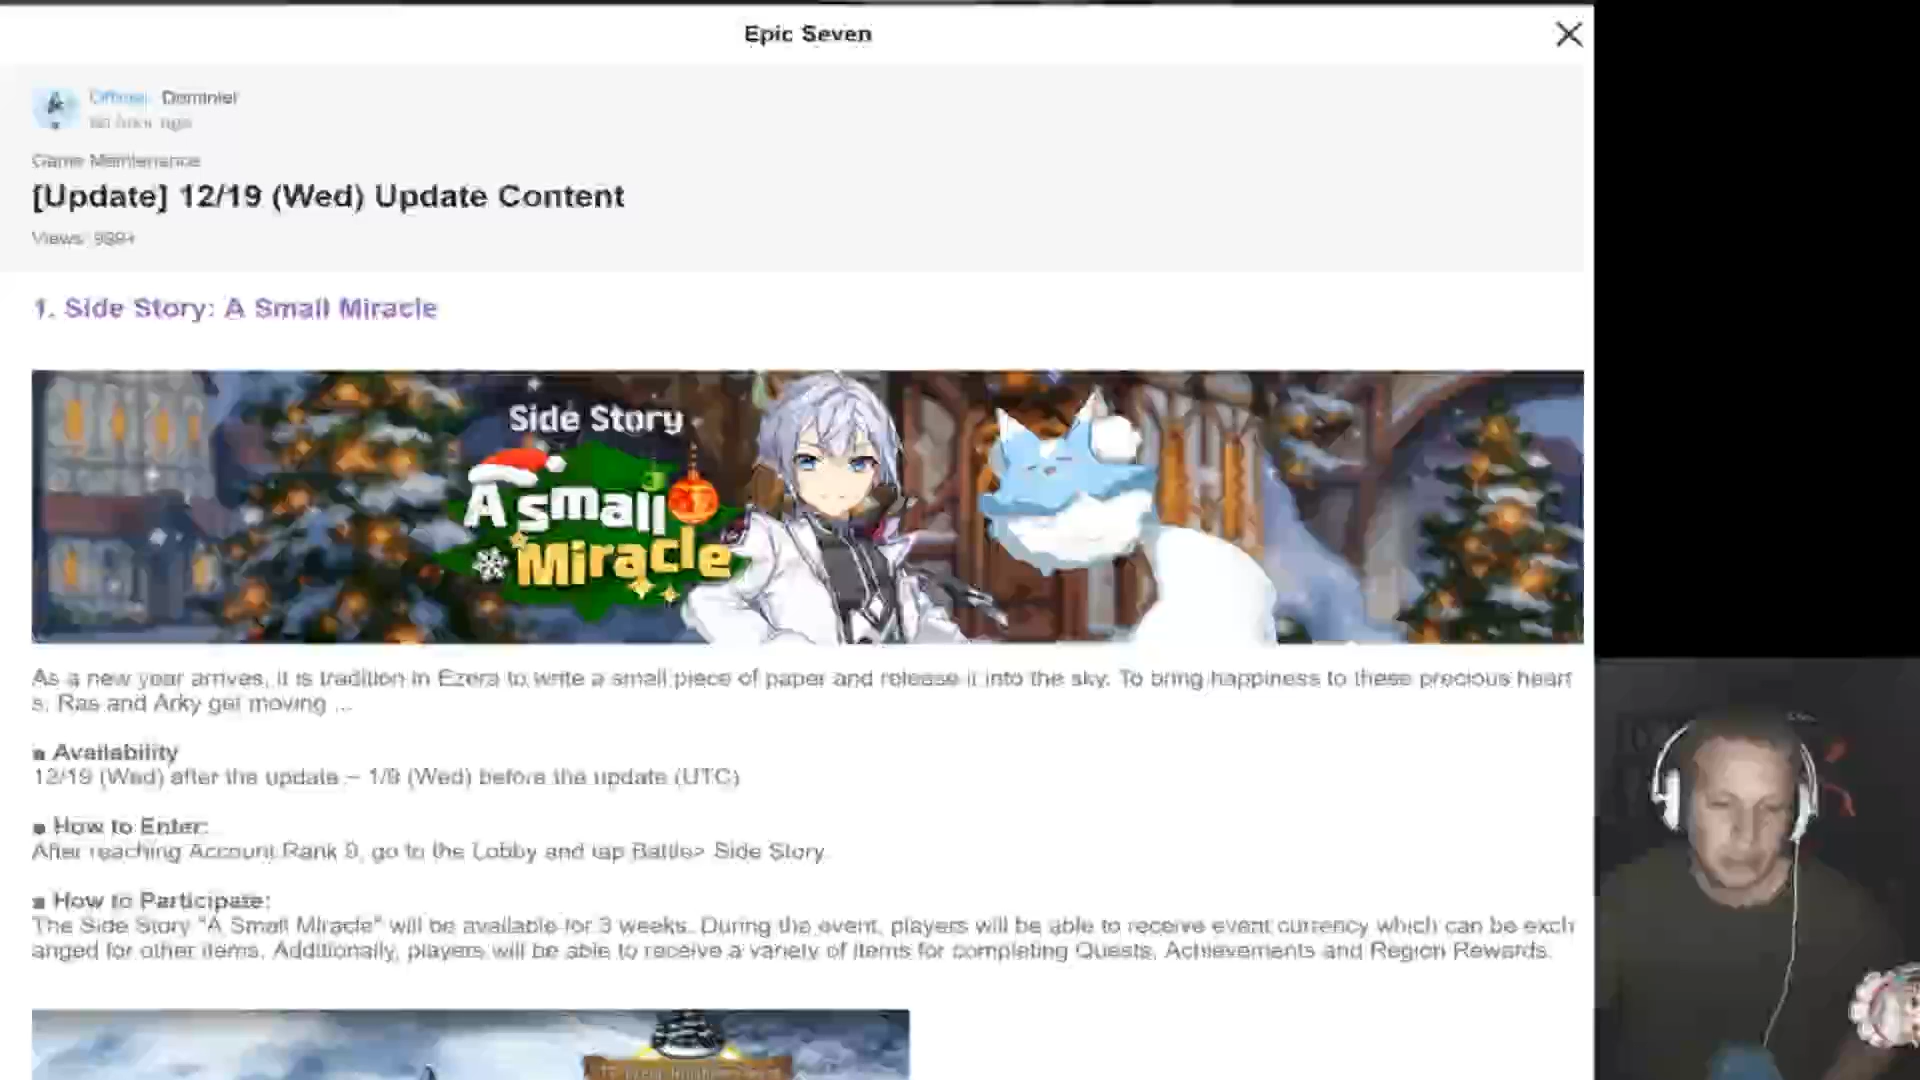 Epic Seven
Official Dominiel
ago
Game Maintenance
[Update] 12/19 (Wed) Update Content
Views: 999+
1. Side Story: A Small Miracle
Side Story
A small
Miracle
As a new year arrives, it is tradition in Ezera to write a small piece of paper and release it into the sky. To bring happiness to these precious heart
s, Ras and Arky get moving ...
■ Availability
12/19 (Wed) after the update ~ 1/9 (Wed) before the update (UTC)
■ How to Enter:
After reaching Account Rank 9, go to the Lobby and tap Battle> Side Story.
■ How to Participate:
The Side Story "A Small Miracle" will be available for 3 weeks. During the event, players will be able to receive event currency which can be exch
anged for other items. Additionally, players will be able to receive a variety of items for completing Quests, Achievements and Region Rewards.